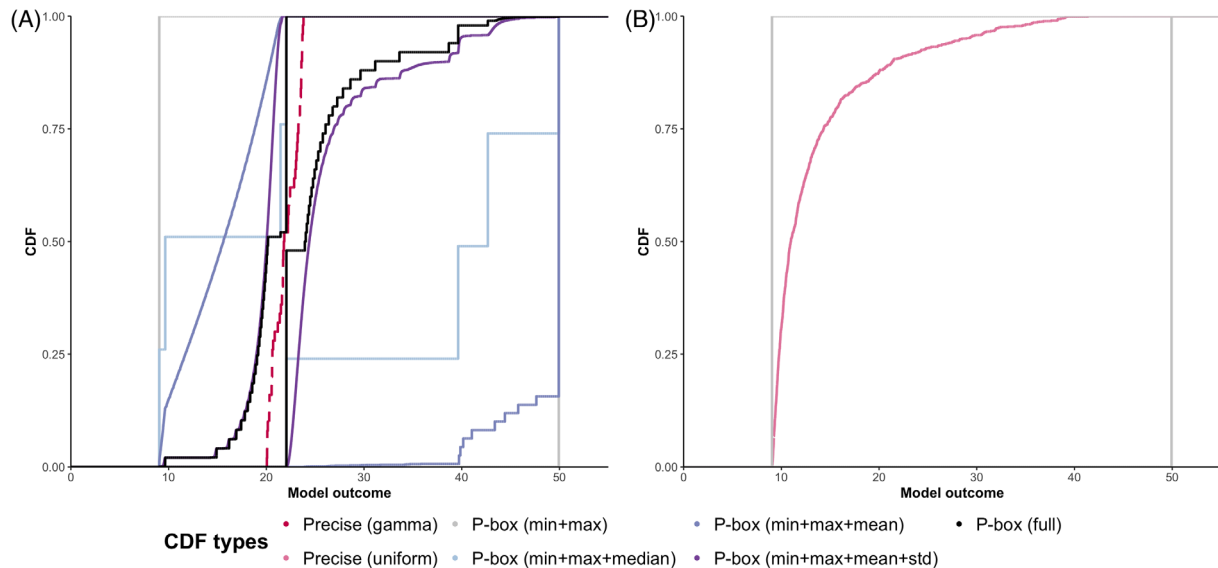 (A)
(B)
1.00
0.75
0.50
0.25
0.00
CDF
0
10
20
30
40
50
Model outcome
1.00
0.75
0.50
0.25
0.00
CDF
0
10
20
30
40
50
Model outcome
CDF types
Precise (gamma)
P-box (min+max)
P-box (min+max+mean)
P-box (full)
Precise (uniform)
P-box (min+max+median)
P-box (min+max+mean+std)